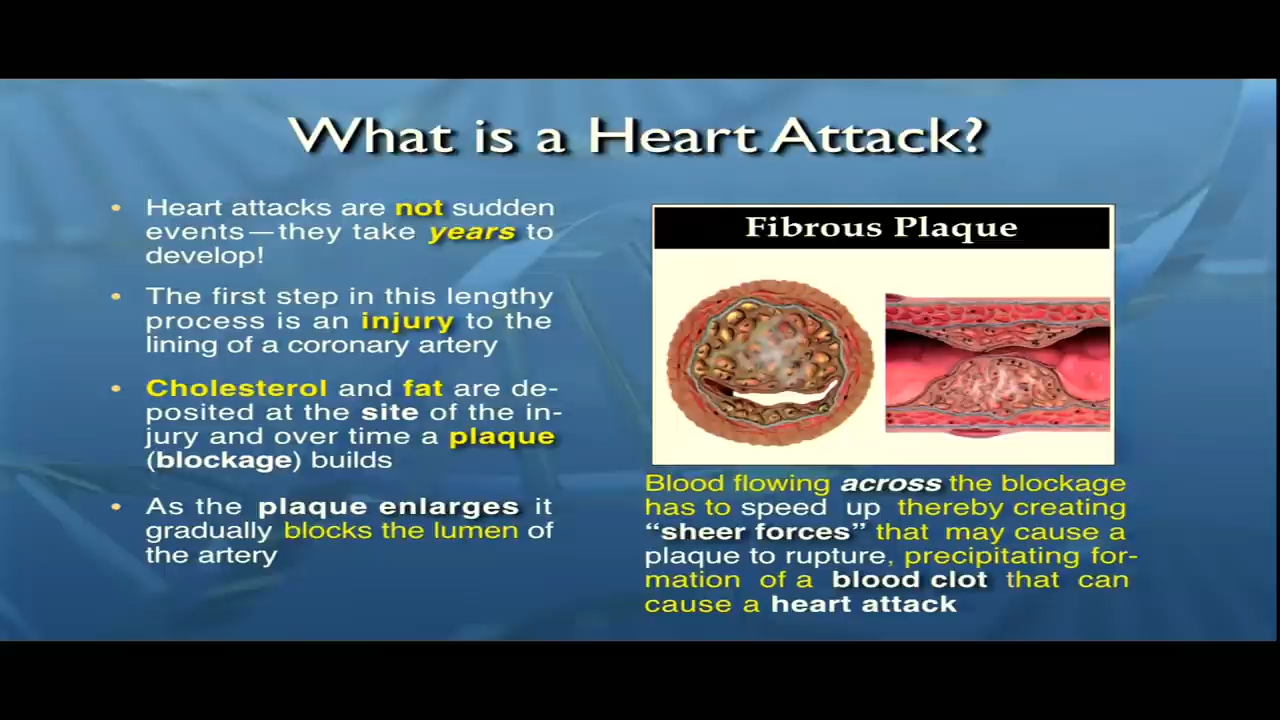 What is a Heart Attack?
• Heart attacks are not sudden
events—they take years to
develop!
• The first step in this lengthy
process is an injury to the
lining of a coronary artery
• Cholesterol and fat are de-
posited at the site of the in-
jury and over time a plaque
(blockage) builds
• As the plaque enlarges it
gradually blocks the lumen of
the artery
Fibrous Plaque
Blood flowing across the blockage
has to speed up thereby creating
“sheer forces” that may cause a
plaque to rupture, precipitating for-
mation of a blood clot that can
cause a heart attack